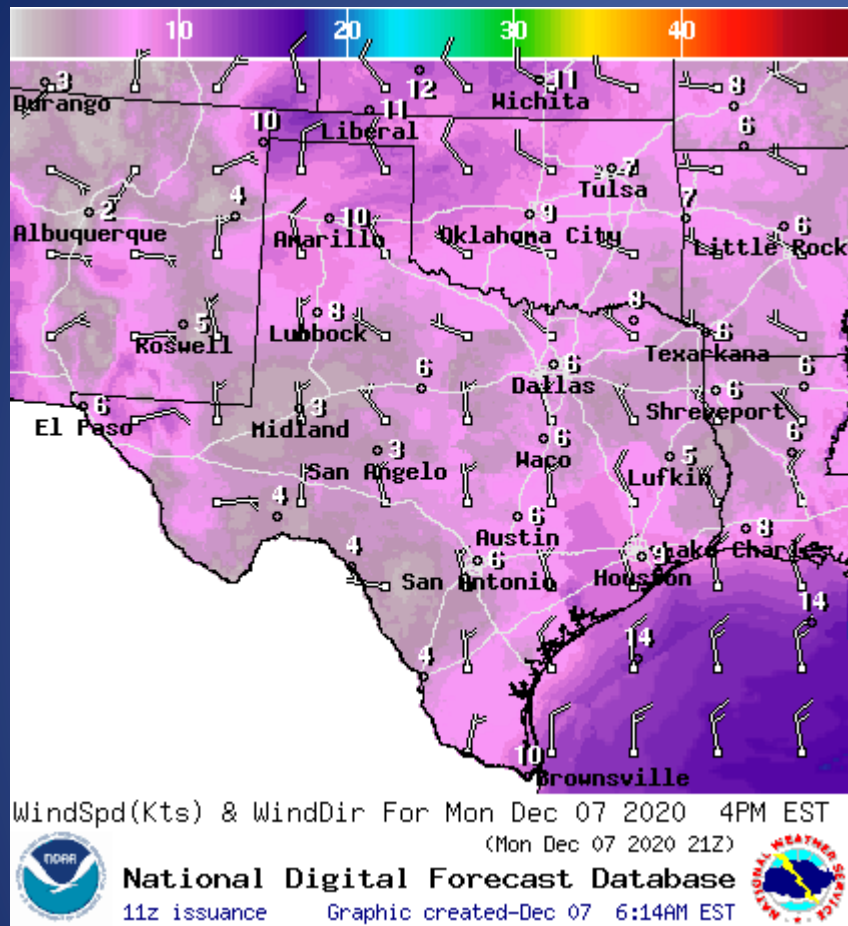 10 20 30 40
3 12 11 8
Durango Wichita
11
Liberal
10 6
7
Tulsa
2 4 10 9 7 6
Albuquerque Amarillo Oklahoma City Little Rock
5 8 8
Roswell Lubbock Texarkana 6
6 6
Dallas
6 3 6 6
El Paso Midland Shreveport
3 6 5 6
San Angelo Waco Lufkin
4 6 8
Austin
4 6 9 Lake Charles
San Antonio Houston
14
14
4
10
Brownsville
WindSpd(Kts) & WindDir For Mon Dec 07 2020 4PM EST
(Mon Dec 07 2020 21Z)
National Digital Forecast Database
11z issuance Graphic created-Dec 07 6:14AM EST
NOAA
NATIONAL WEATHER SERVICE